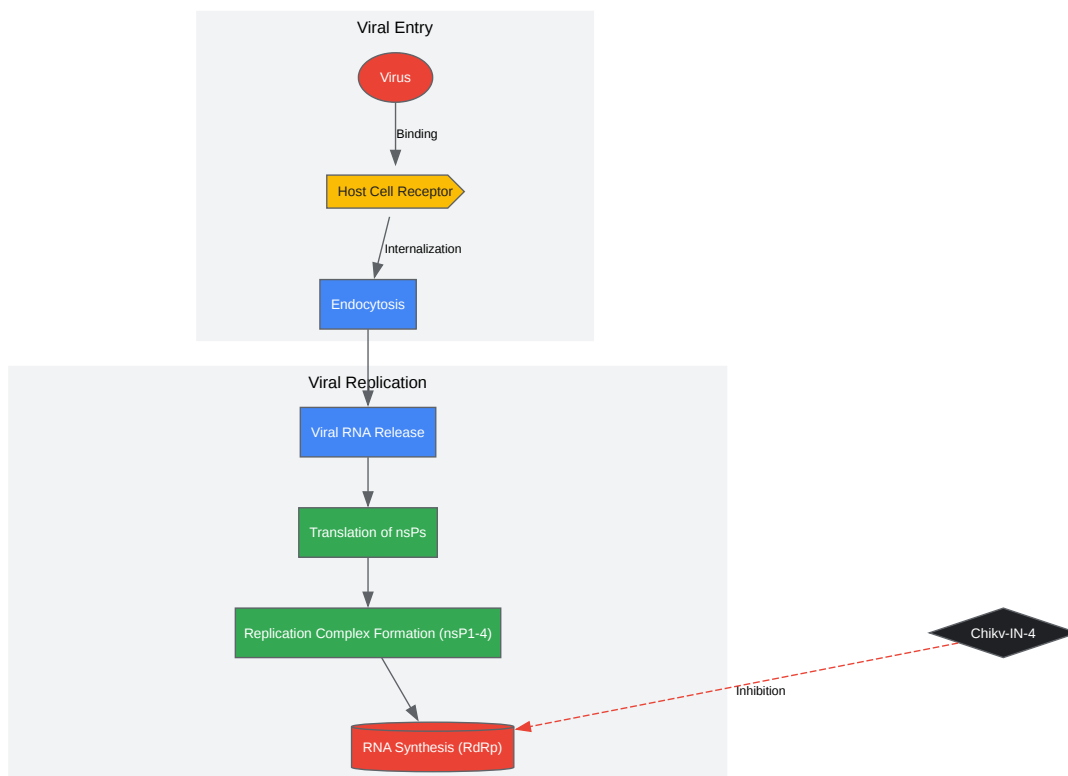 Viral Entry
Virus
Binding
Host Cell Receptor
Internalization
Endocytosis
Viral Replication
Viral RNA Release
Translation of nsPs
Replication Complex Formation (nsP1-4)
Chikv-IN-4
Inhibition
RNA Synthesis (RdRp)